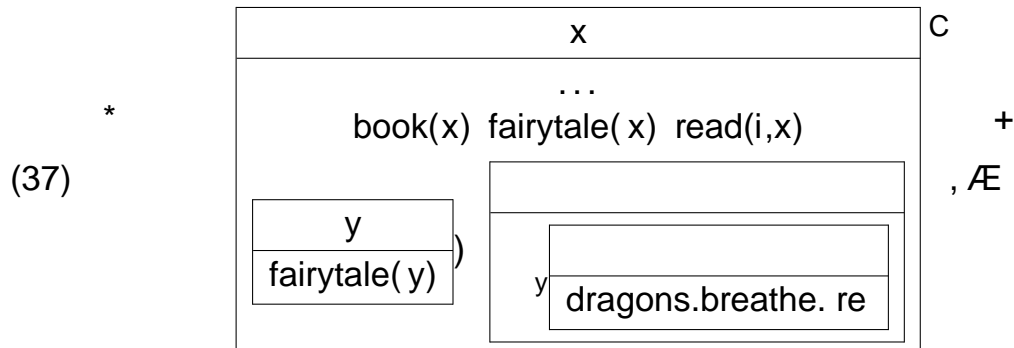 x C
. . .
* book(x) fairytale( x) read(i,x) +
(37) , Æ
y )
fairytale( y) y
dragons.breathe. re